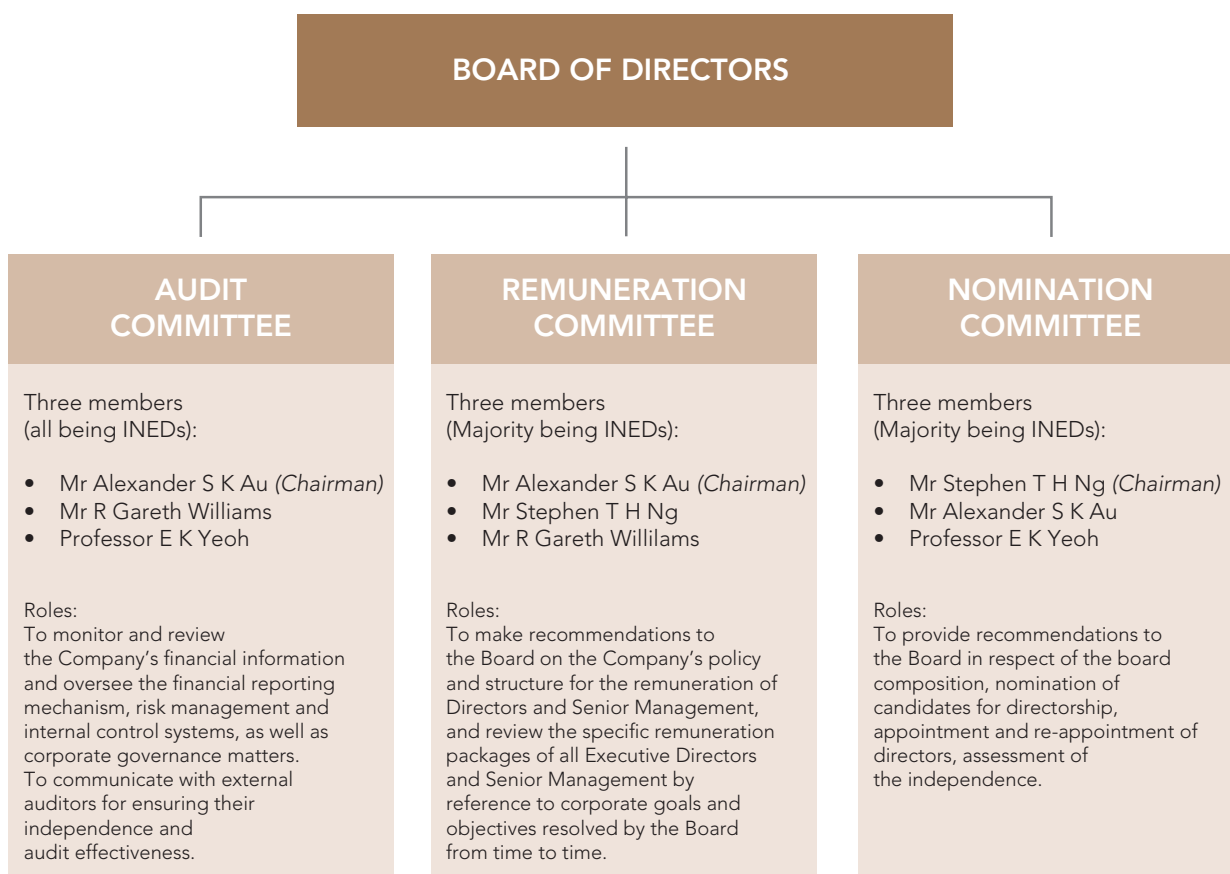 BOARD OF DIRECTORS
AUDIT
COMMITTEE
Three members
(all being INEDs):
• Mr Alexander S K Au (Chairman)
• Mr R Gareth Williams
• Professor E K Yeoh
Roles:
To monitor and review
the Company’s financial information
and oversee the financial reporting
mechanism, risk management and
internal control systems, as well as
corporate governance matters.
To communicate with external
auditors for ensuring their
independence and
audit effectiveness.
REMUNERATION
COMMITTEE
Three members
(Majority being INEDs):
• Mr Alexander S K Au (Chairman)
• Mr Stephen T H Ng
• Mr R Gareth Willilams
Roles:
To make recommendations to
the Board on the Company’s policy
and structure for the remuneration of
Directors and Senior Management,
and review the specific remuneration
packages of all Executive Directors
and Senior Management by
reference to corporate goals and
objectives resolved by the Board
from time to time.
NOMINATION
COMMITTEE
Three members
(Majority being INEDs):
• Mr Stephen T H Ng (Chairman)
• Mr Alexander S K Au
• Professor E K Yeoh
Roles:
To provide recommendations to
the Board in respect of the board
composition, nomination of
candidates for directorship,
appointment and re-appointment of
directors, assessment of
the independence.